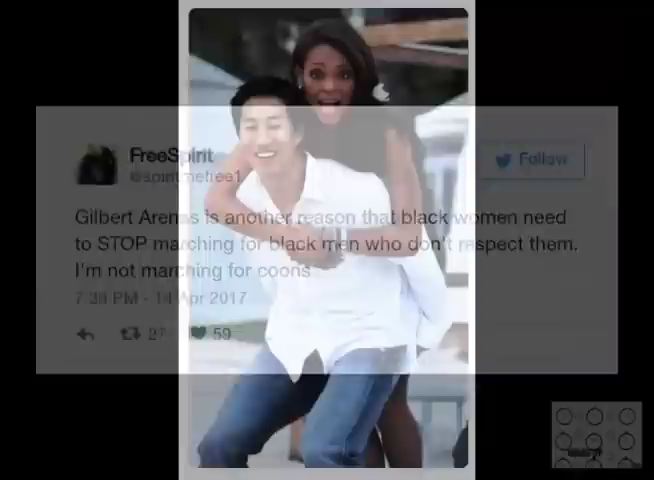 FreeSpirit
Follow
Gilbert Arenas is another reason that black women need
to STOP marching for black men who don't respect them.
I'm not marching for coons
7:39 PM - 14 Apr 2017
27 59